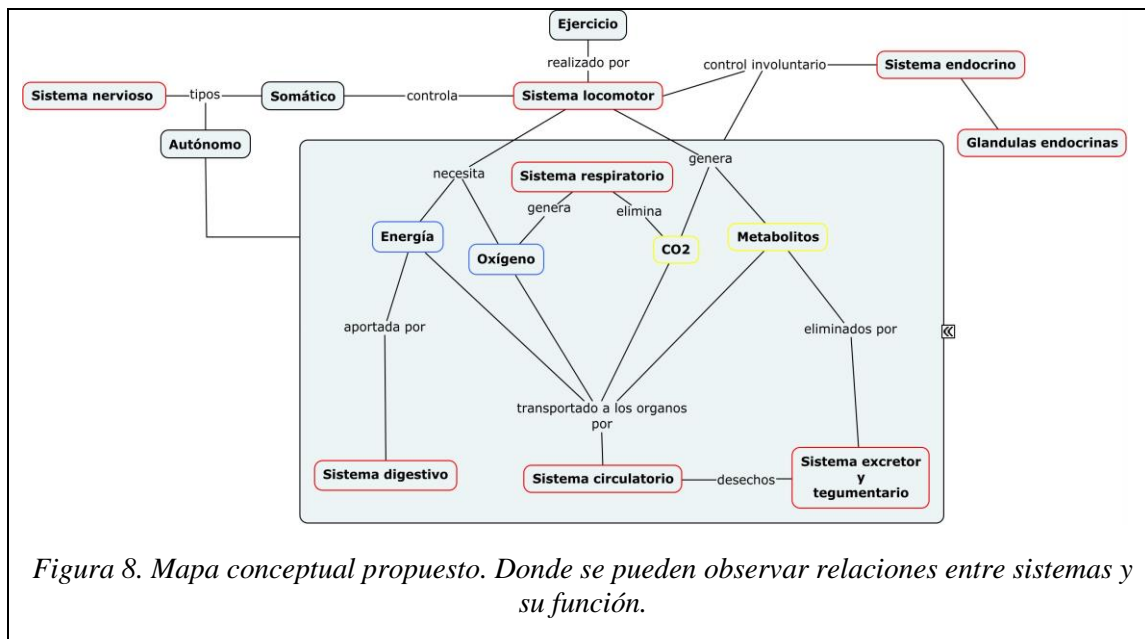 Ejercicio
realizado por
control involuntario
Sistema endocrino
Sistema nervioso
tipos
Somático
controla
Sistema locomotor
Autónomo
Glandulas endocrinas
necesita
Sistema respiratorio
genera
genera
elimina
Energía
Oxígeno
CO2
Metabolitos
aportada por
eliminados por
transportado a los organos
por
Sistema digestivo
Sistema circulatorio
desechos
Sistema excretor
y
tegumentario
Figura 8. Mapa conceptual propuesto. Donde se pueden observar relaciones entre sistemas y
su función.